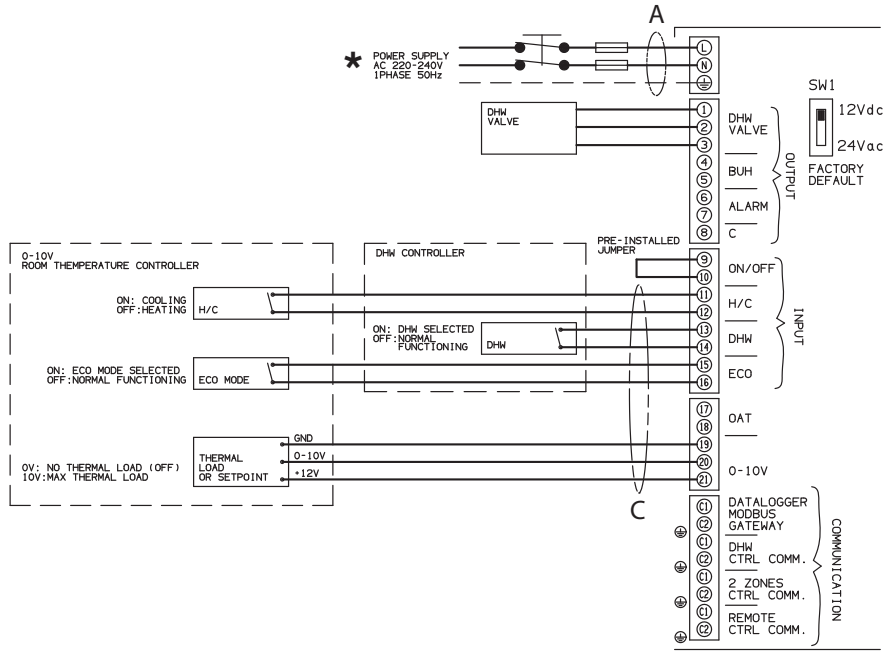 A
* POWER SUPPLY
AC 220-240V
1PHASE 50Hz
L
N
SW1
12Vdc
24Vac
FACTORY
DEFAULT
DHW
VALVE
1
2
3
4
5
6
7
8
DHW
VALVE
BUH
ALARM
C
OUTPUT
0-10V
ROOM THEMPERATURE CONTROLLER
DHW CONTROLLER
PRE-INSTALLED
JUMPER
ON: COOLING
OFF:HEATING
H/C
ON: DHW SELECTED
OFF:NORMAL
FUNCTIONING
DHW
ON: ECO MODE SELECTED
OFF:NORMAL FUNCTIONING
ECO MODE
9
10
11
12
13
14
15
16
ON/OFF
H/C
DHW
ECO
INPUT
0V: NO THERMAL LOAD (OFF)
10V:MAX THERMAL LOAD
THERMAL
LOAD
OR SETPOINT
GND
0-10V
+12V
17
18
19
20
21
OAT
0-10V
C
C1
C2
C1
C2
C1
C2
C1
C2
DATALOGGER
MODBUS
GATEWAY
DHW
CTRL COMM.
2 ZONES
CTRL COMM.
REMOTE
CTRL COMM.
COMMUNICATION